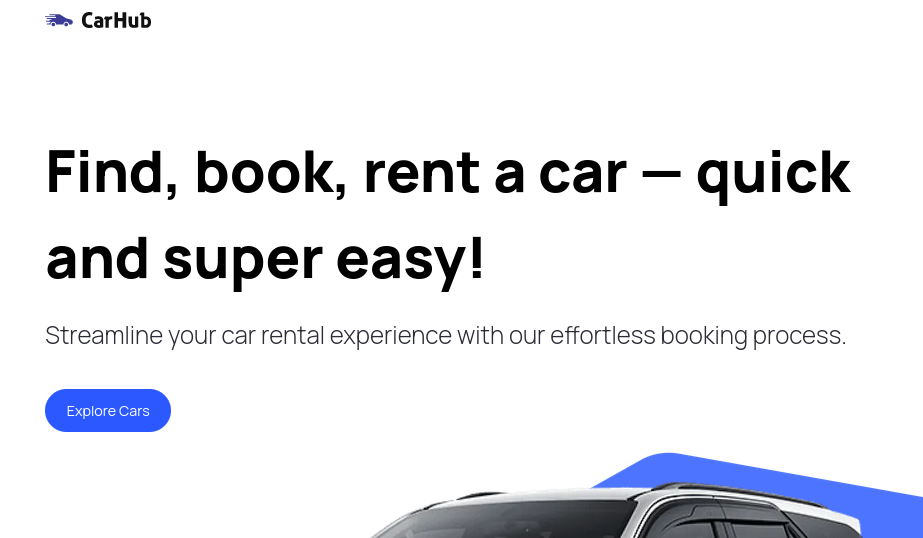 CarHub
Find, book, rent a car — quick
and super easy!
Streamline your car rental experience with our effortless booking process.
Explore Cars